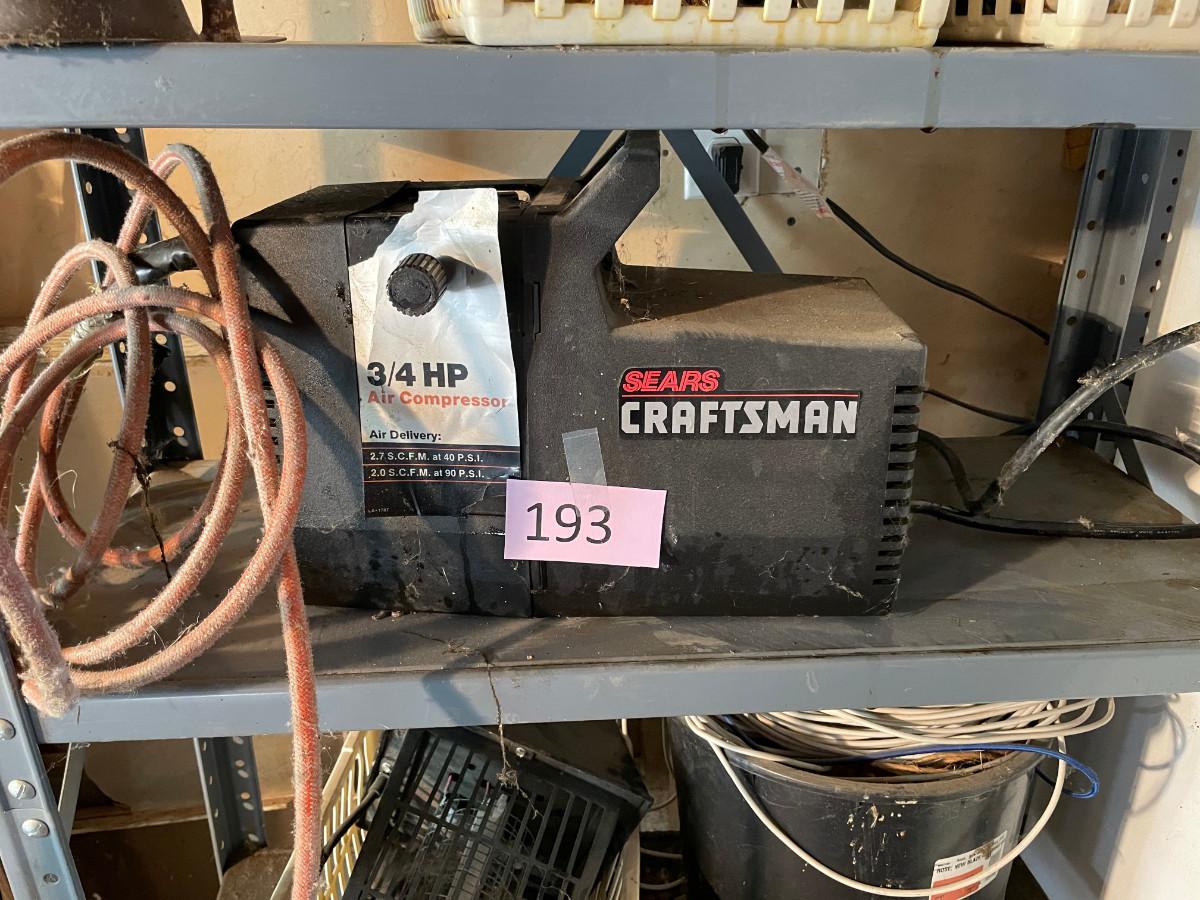 3/4 HP
Air Compressor
Air Delivery:
2.7 S.C.F.M. at 40 P.S.I.
2.0 S.C.F.M. at 90 P.S.I.
SEARS
CRAFTSMAN
193